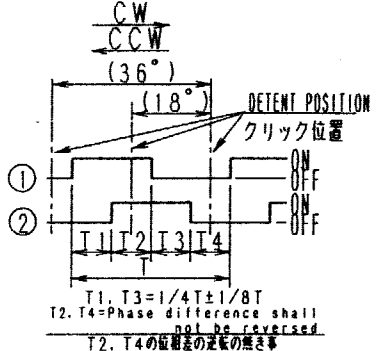 CW
CCW
(36°)
(18°)
DETENT POSITION
クリック位置
① ON
OFF
② ON
OFF
T1 T2 T3 T4
T
T1, T3=1/4T±1/8T
T2, T4=Phase difference shall
not be reversed
T2, T4の位相差の逆転の無き事